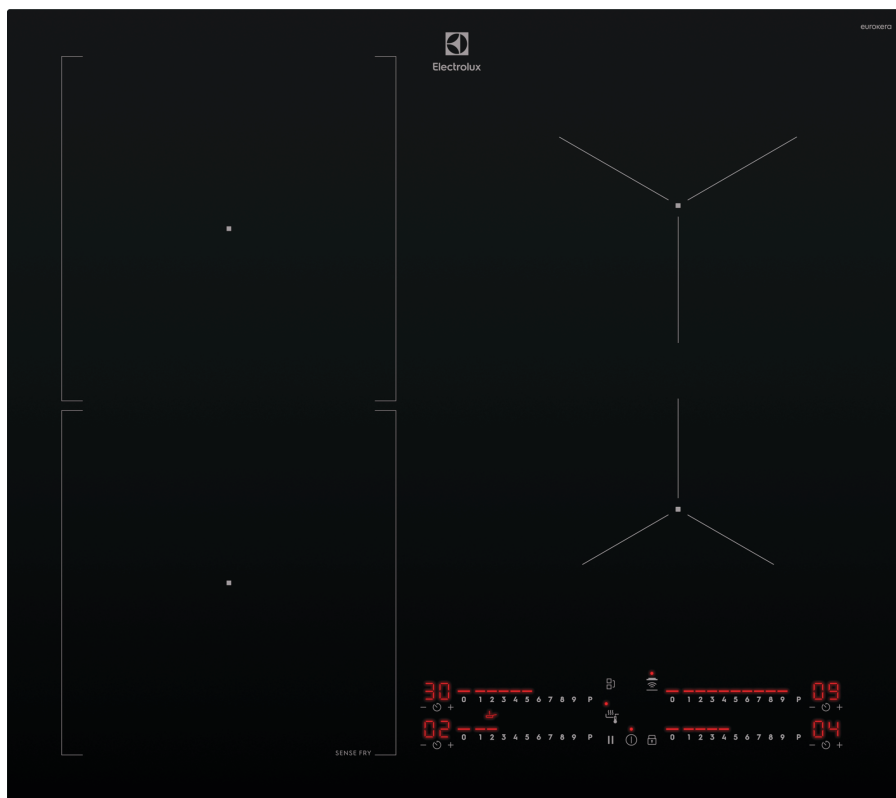 eurokera
Electrolux
30 0 1 2 3 4 5 6 7 8 9 P
0 1 2 3 4 5 6 7 8 9 P 09
− +
− +
02 0 1 2 3 4 5 6 7 8 9 P
0 1 2 3 4 5 6 7 8 9 P 04
− +
− +
SENSE FRY